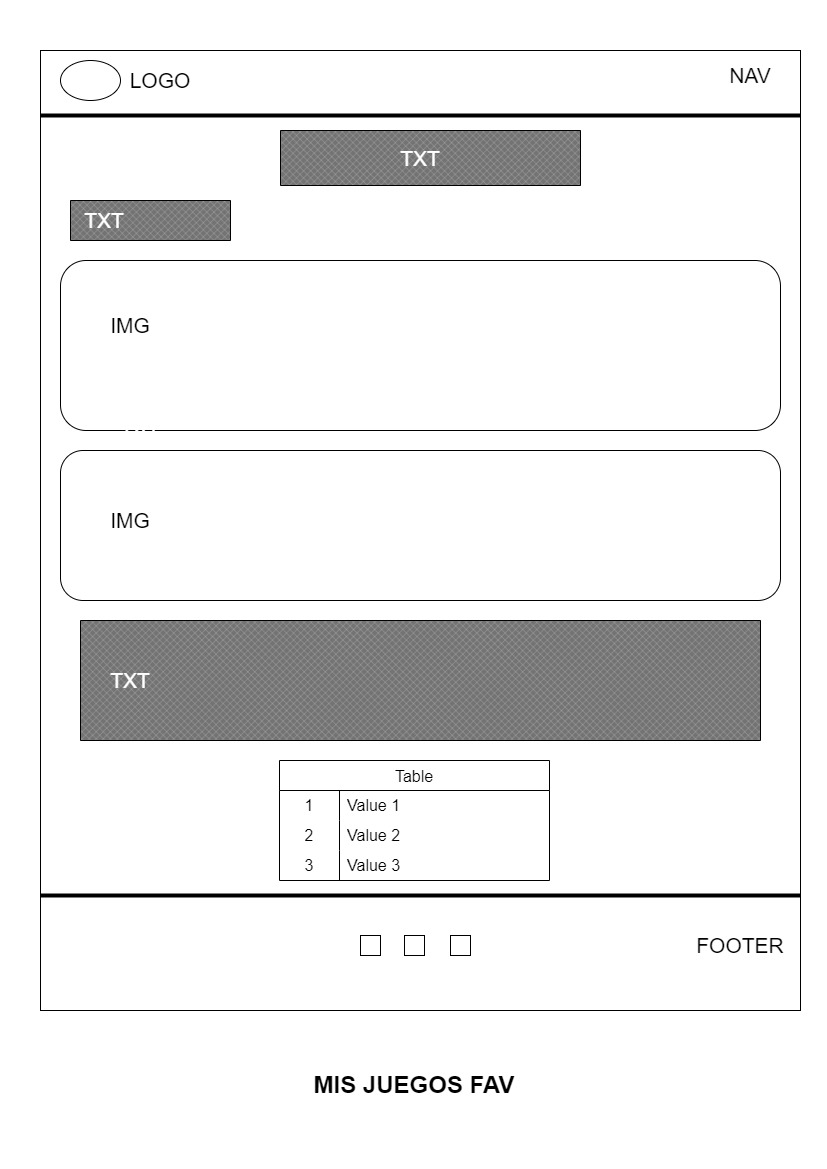 LOGO
NAV
TXT
TXT
IMG
IMG
TXT
Table
1 Value 1
2 Value 2
3 Value 3
FOOTER
MIS JUEGOS FAV